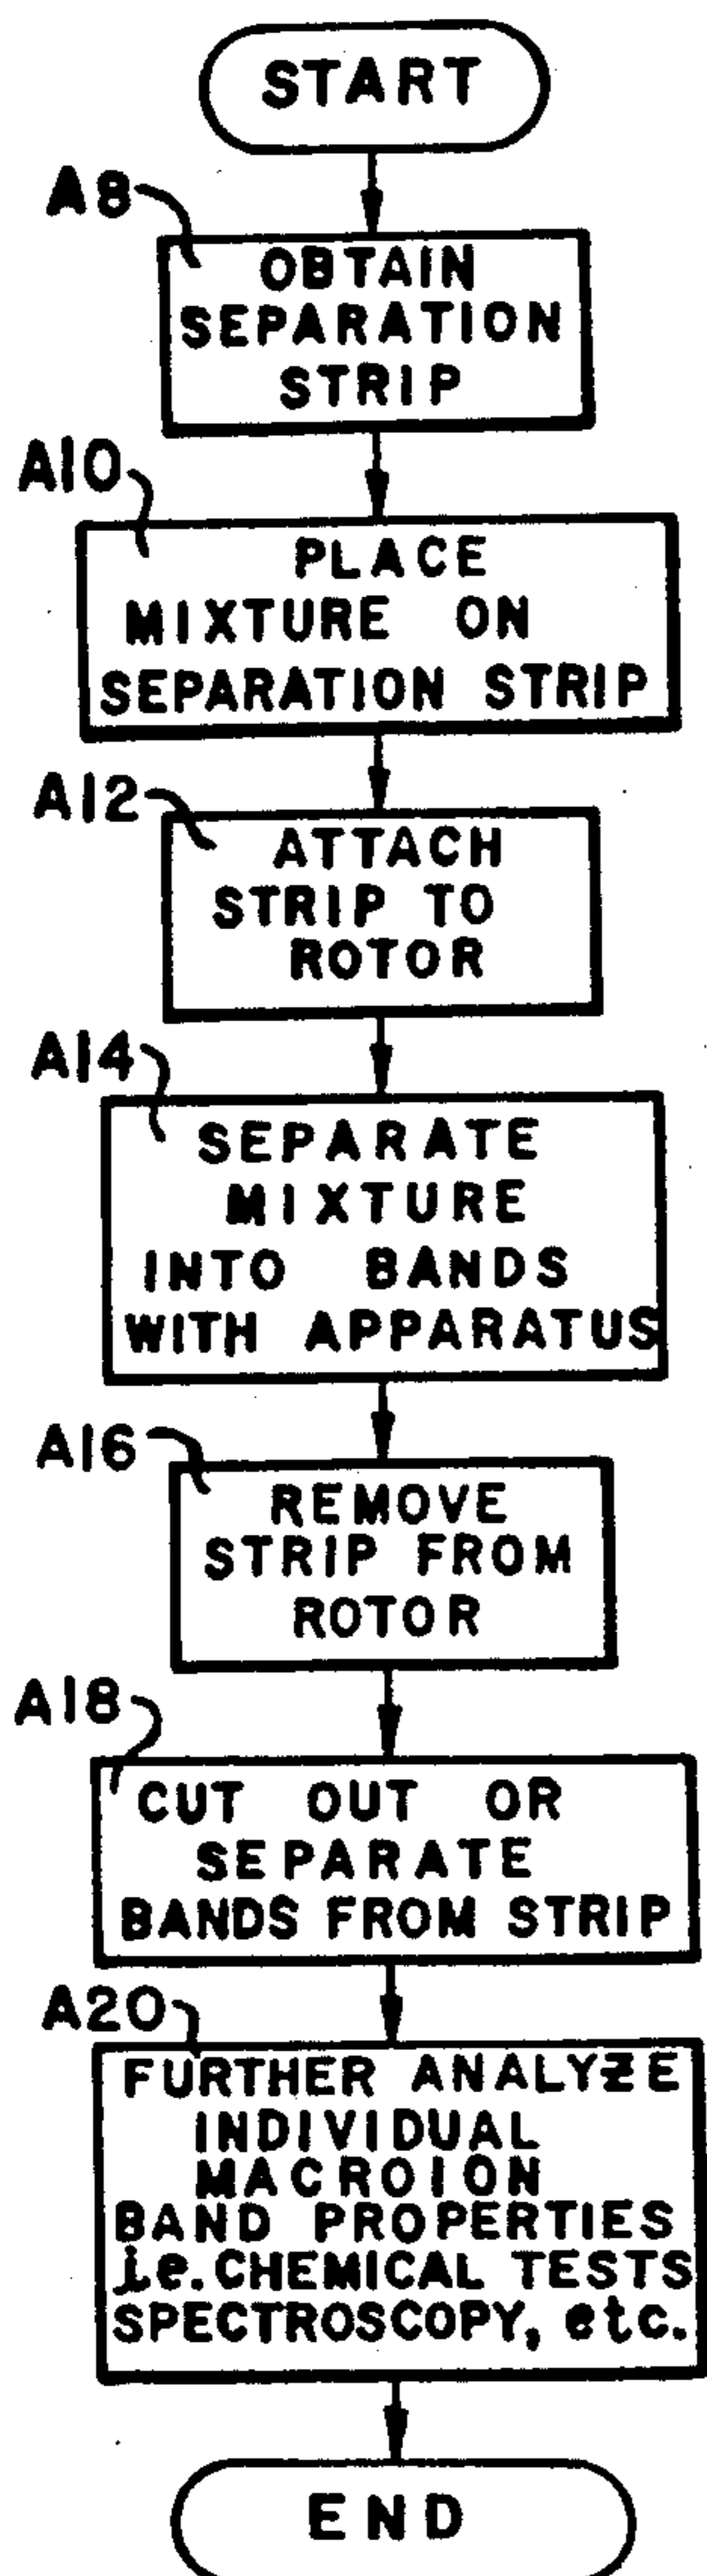 START
A8
OBTAIN
SEPARATION
STRIP
A10
PLACE
MIXTURE ON
SEPARATION STRIP
A12
ATTACH
STRIP TO
ROTOR
A14
SEPARATE
MIXTURE
INTO BANDS
WITH APPARATUS
A16
REMOVE
STRIP FROM
ROTOR
A18
CUT OUT OR
SEPARATE
BANDS FROM STRIP
A20
FURTHER ANALYZE
INDIVIDUAL
MACROION
BAND PROPERTIES
i.e. CHEMICAL TESTS
SPECTROSCOPY, etc.
END